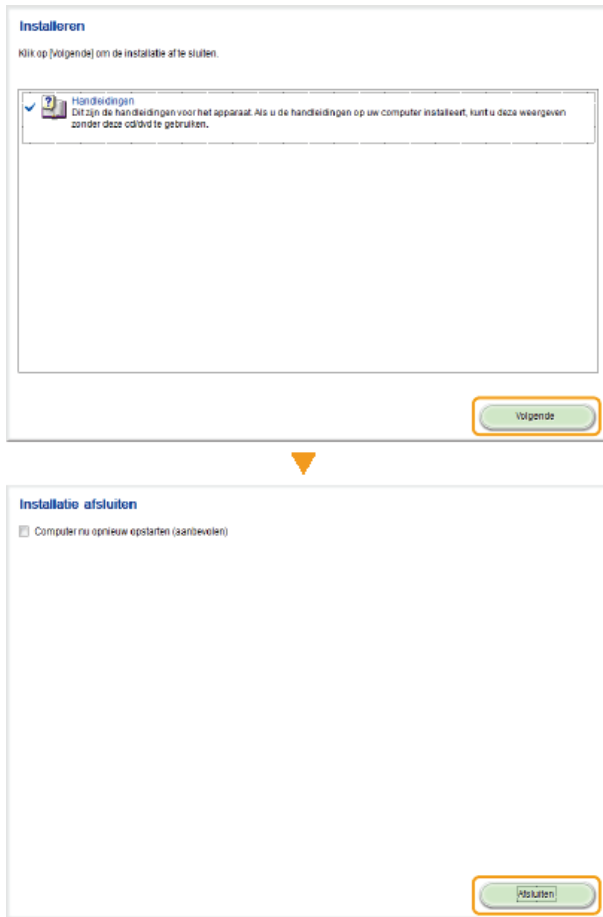 Installeren
Klik op [Volgende] om de installatie af te sluiten.
Handleidingen
Dit zijn de handleidingen voor het apparaat. Als u de handleidingen op uw computer installeert, kunt u deze weergeven
zonder deze cd/dvd te gebruiken.
Volgende
Installatie afsluiten
Computer nu opnieuw opstarten (aanbevolen)
Afsluiten